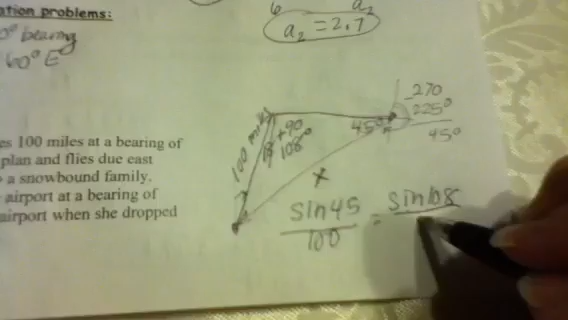 ation problems:
0° bearing
60° E
a₂
a₂ = 2.7
-270
225°
45°
45°
100 miles
+90
18
108°
es 100 miles at a bearing of
plan and flies due east
a snowbound family.
airport at a bearing of
airport when she dropped
x
sin45 = sin108
100